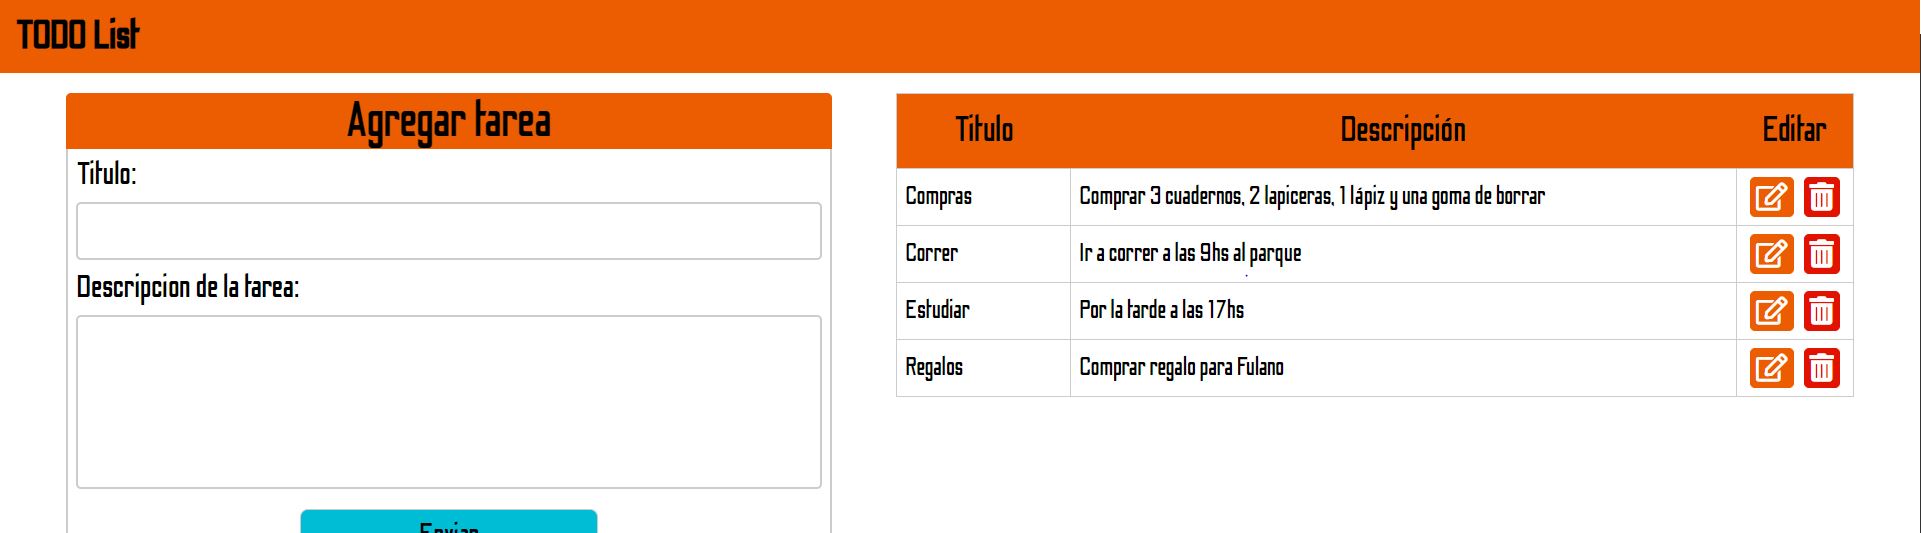 TODO List
Agregar tarea
Título:
Descripcion de la tarea:
Enviar
Título Descripción Editar
Compras Comprar 3 cuadernos, 2 lapiceras, 1 lápiz y una goma de borrar
Correr Ir a correr a las 9hs al parque
Estudiar Por la tarde a las 17hs
Regalos Comprar regalo para Fulano